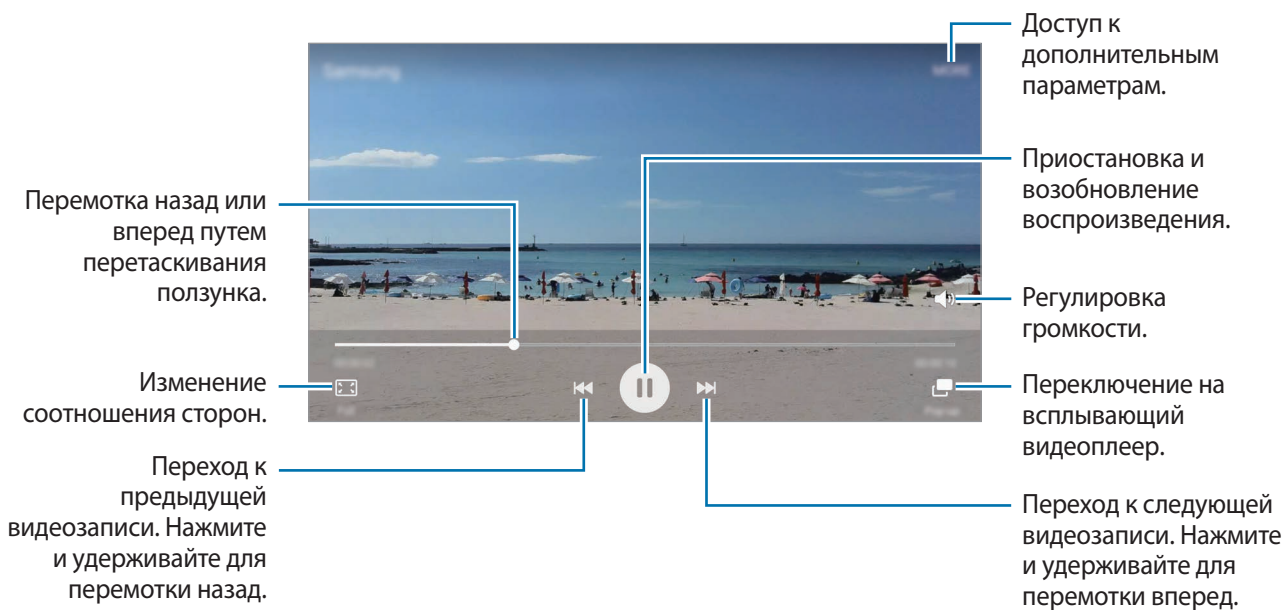 Доступ к
дополнительным
параметрам.
Приостановка и
возобновление
воспроизведения.
Перемотка назад или
вперед путем
перетаскивания
ползунка.
Регулировка
громкости.
Изменение
соотношения сторон.
Переключение на
всплывающий
видеоплеер.
Переход к
предыдущей
видеозаписи. Нажмите
и удерживайте для
перемотки назад.
Переход к следующей
видеозаписи. Нажмите
и удерживайте для
перемотки вперед.